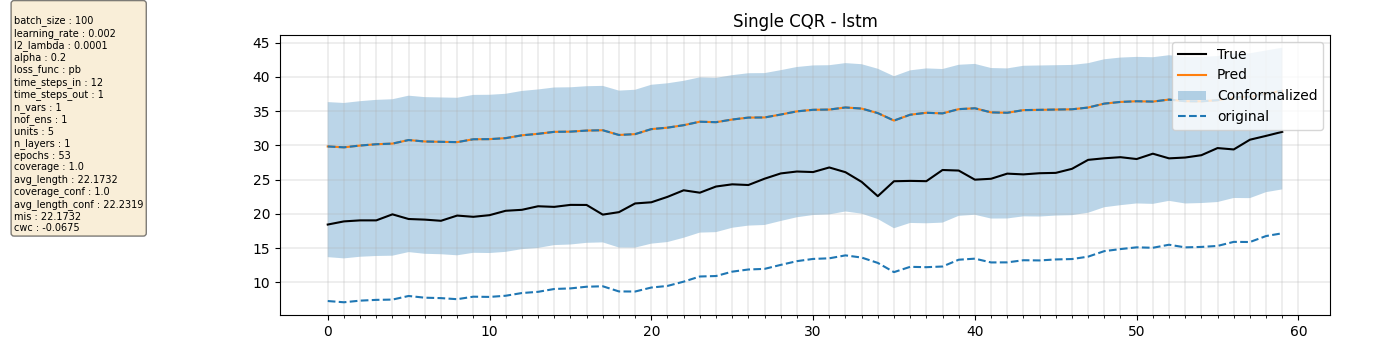 batch_size : 100
learning_rate : 0.002
l2_lambda : 0.0001
alpha : 0.2
loss_func : pb
time_steps_in : 12
time_steps_out : 1
n_vars : 1
nof_ens : 1
units : 5
n_layers : 1
epochs : 53
coverage : 1.0
avg_length : 22.1732
coverage_conf : 1.0
avg_length_conf : 22.2319
mis : 22.1732
cwc : -0.0675
Single CQR - lstm
45
40
35
30
25
20
15
10
True
Pred
Conformalized
original
0 10 20 30 40 50 60